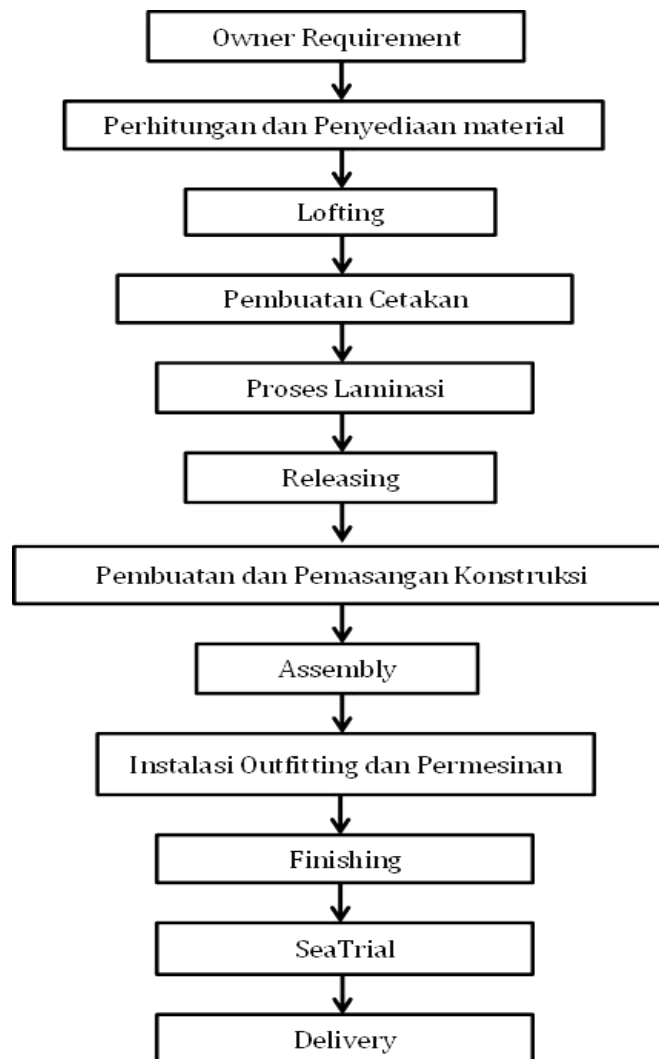 Owner Requirement
Perhitungan dan Penyediaan material
Lofting
Pembuatan Cetakan
Proses Laminasi
Releasing
Pembuatan dan Pemasangan Konstruksi
Assembly
Instalasi Outfitting dan Permesinan
Finishing
SeaTrial
Delivery